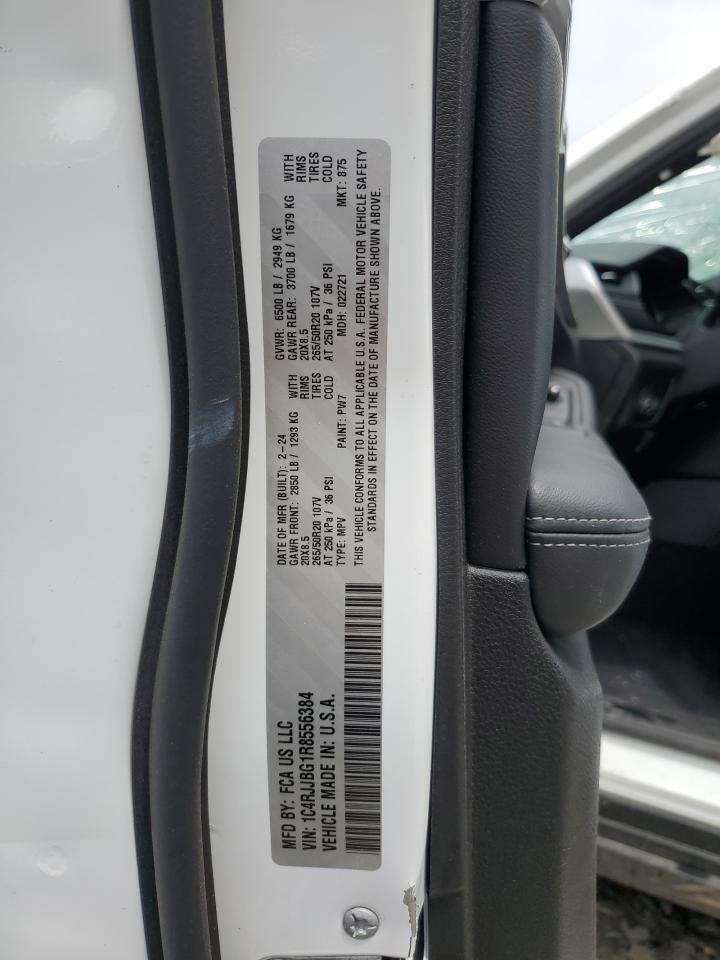 MFD BY: FCA US LLC
VIN: 1C4RJJBG1R8556384
VEHICLE MADE IN: U.S.A.
DATE OF MFR (BUILT): 2-24 GVWR: 6500 LB / 2949 KG
GAWR FRONT: 2850 LB / 1293 KG WITH GAWR REAR: 3700 LB / 1679 KG WITH
20X8.5 RIMS 20X8.5 RIMS
265/50R20 107V TIRES 265/50R20 107V TIRES
AT 250 kPa / 36 PSI COLD AT 250 kPa / 36 PSI COLD
TYPE: MPV PAINT: PW7 MDH: 022721 MKT: 875
THIS VEHICLE CONFORMS TO ALL APPLICABLE U.S.A. FEDERAL MOTOR VEHICLE SAFETY
STANDARDS IN EFFECT ON THE DATE OF MANUFACTURE SHOWN ABOVE.